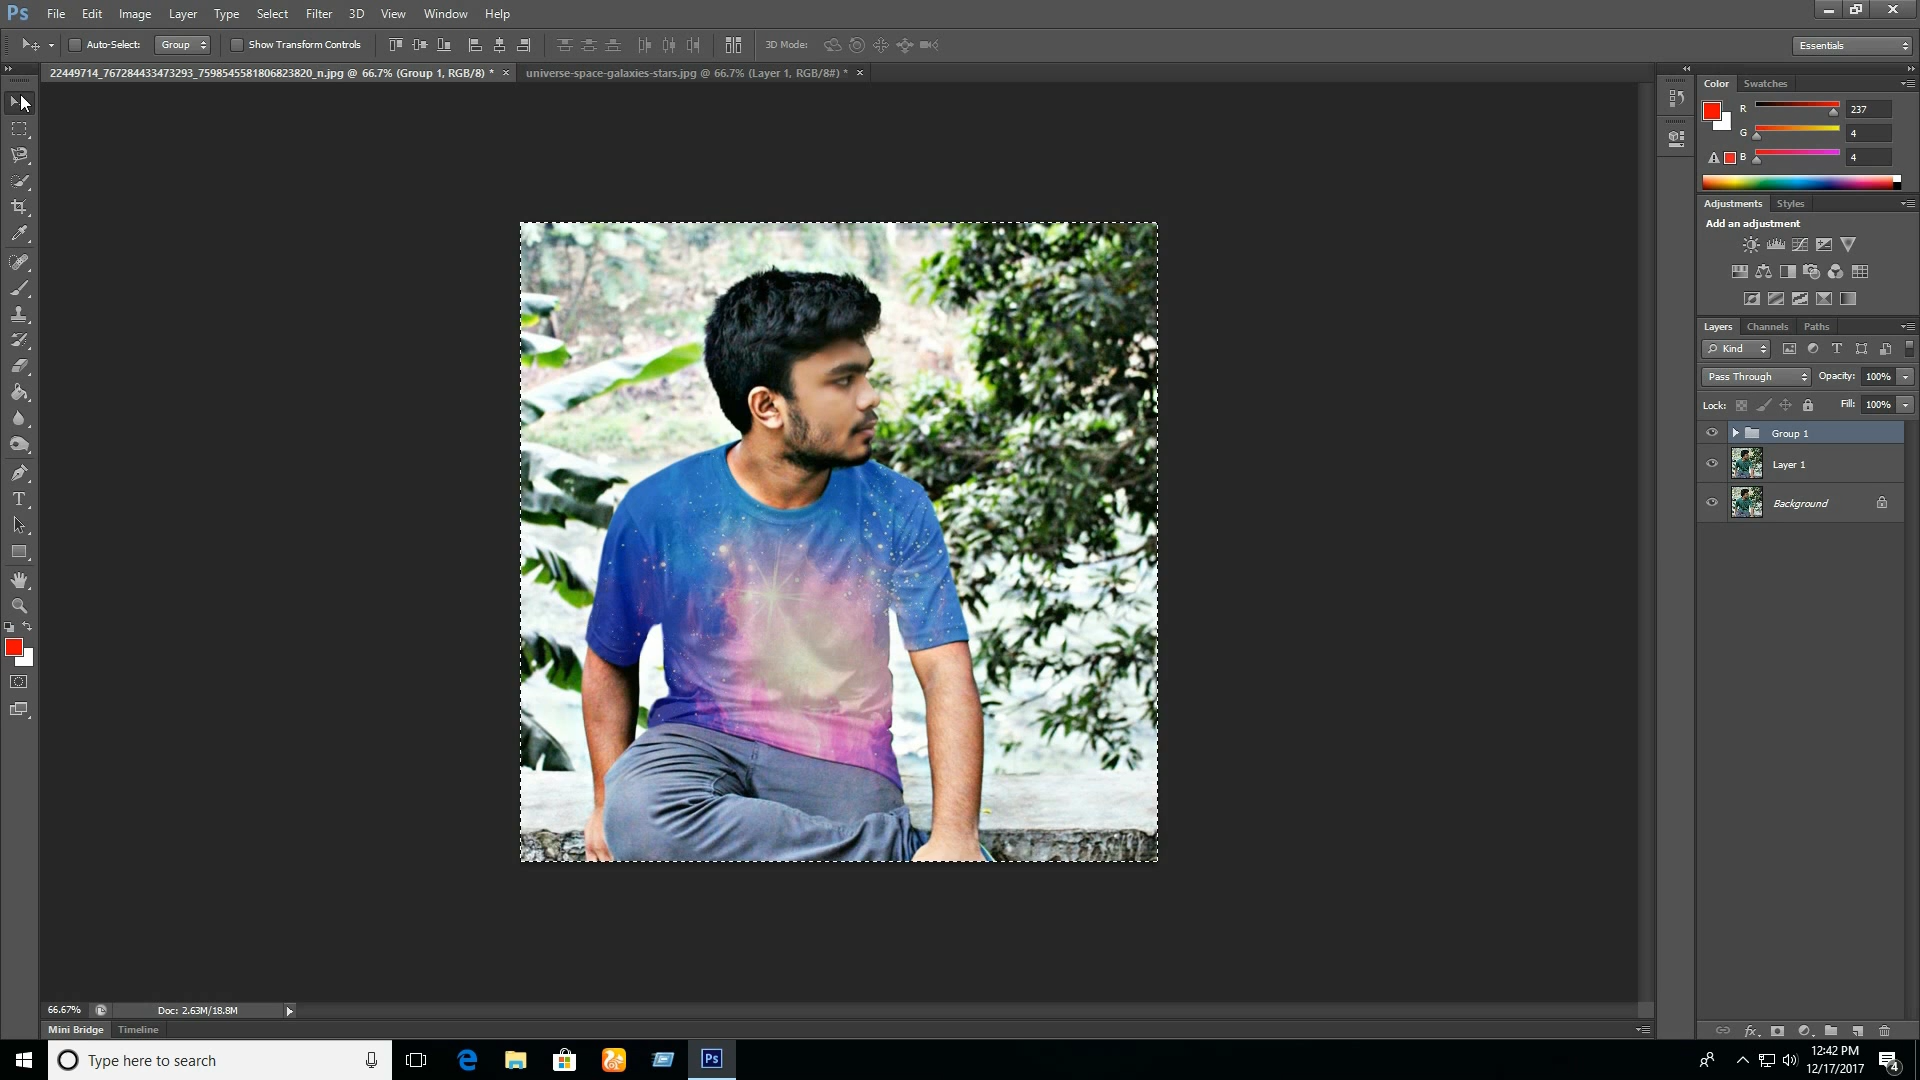 Ps File Edit Image Layer Type Select Filter 3D View Window Help
Auto-Select: Group Show Transform Controls 3D Mode: Essentials
22449714_767284433473293_7598545581806823820_n.jpg @ 66.7% (Group 1, RGB/8) * × universe-space-galaxies-stars.jpg @ 66.7% (Layer 1, RGB/8#) * ×
Color Swatches
R 237
G 4
B 4
Adjustments Styles
Add an adjustment
Layers Channels Paths
Kind
Pass Through Opacity: 100%
Lock: Fill: 100%
Group 1
Layer 1
Background
66.67% Doc: 2.63M/18.8M
Mini Bridge Timeline
Type here to search
Ps
12:42 PM
12/17/2017
4